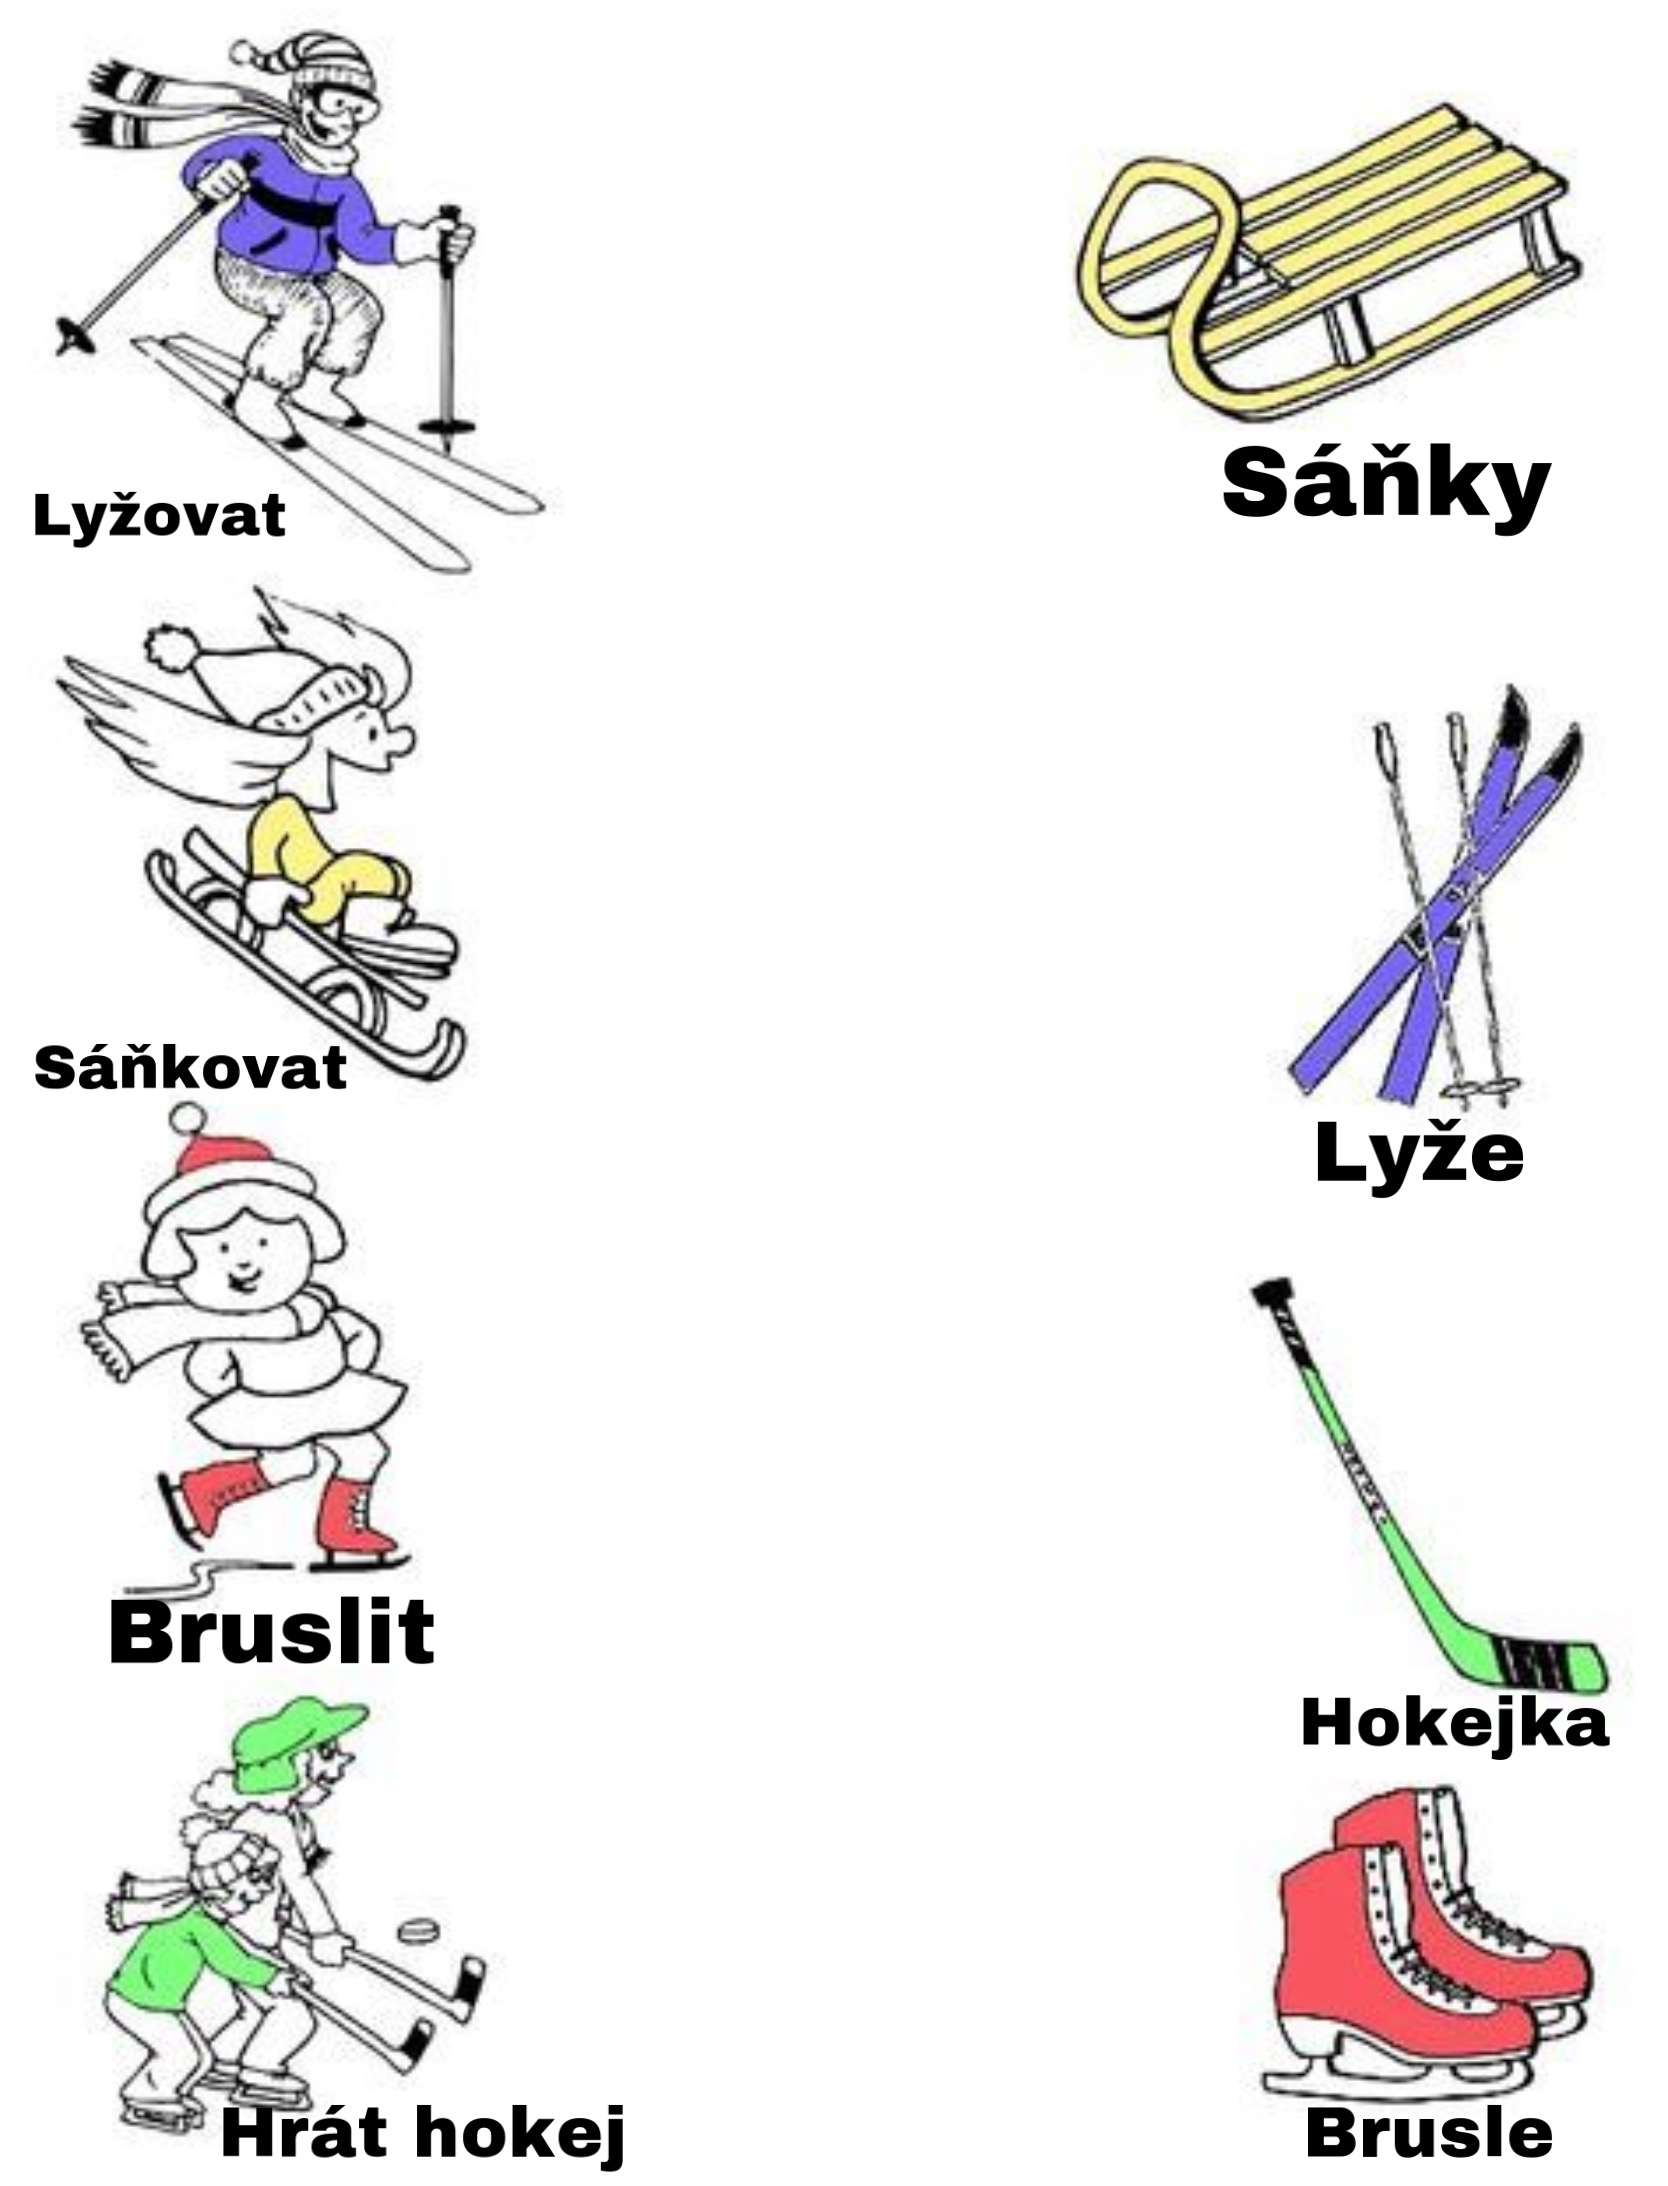 Lyžovat
Sáňky
Sáňkovat
Lyže
Bruslit
Hokejka
Hrát hokej
Brusle